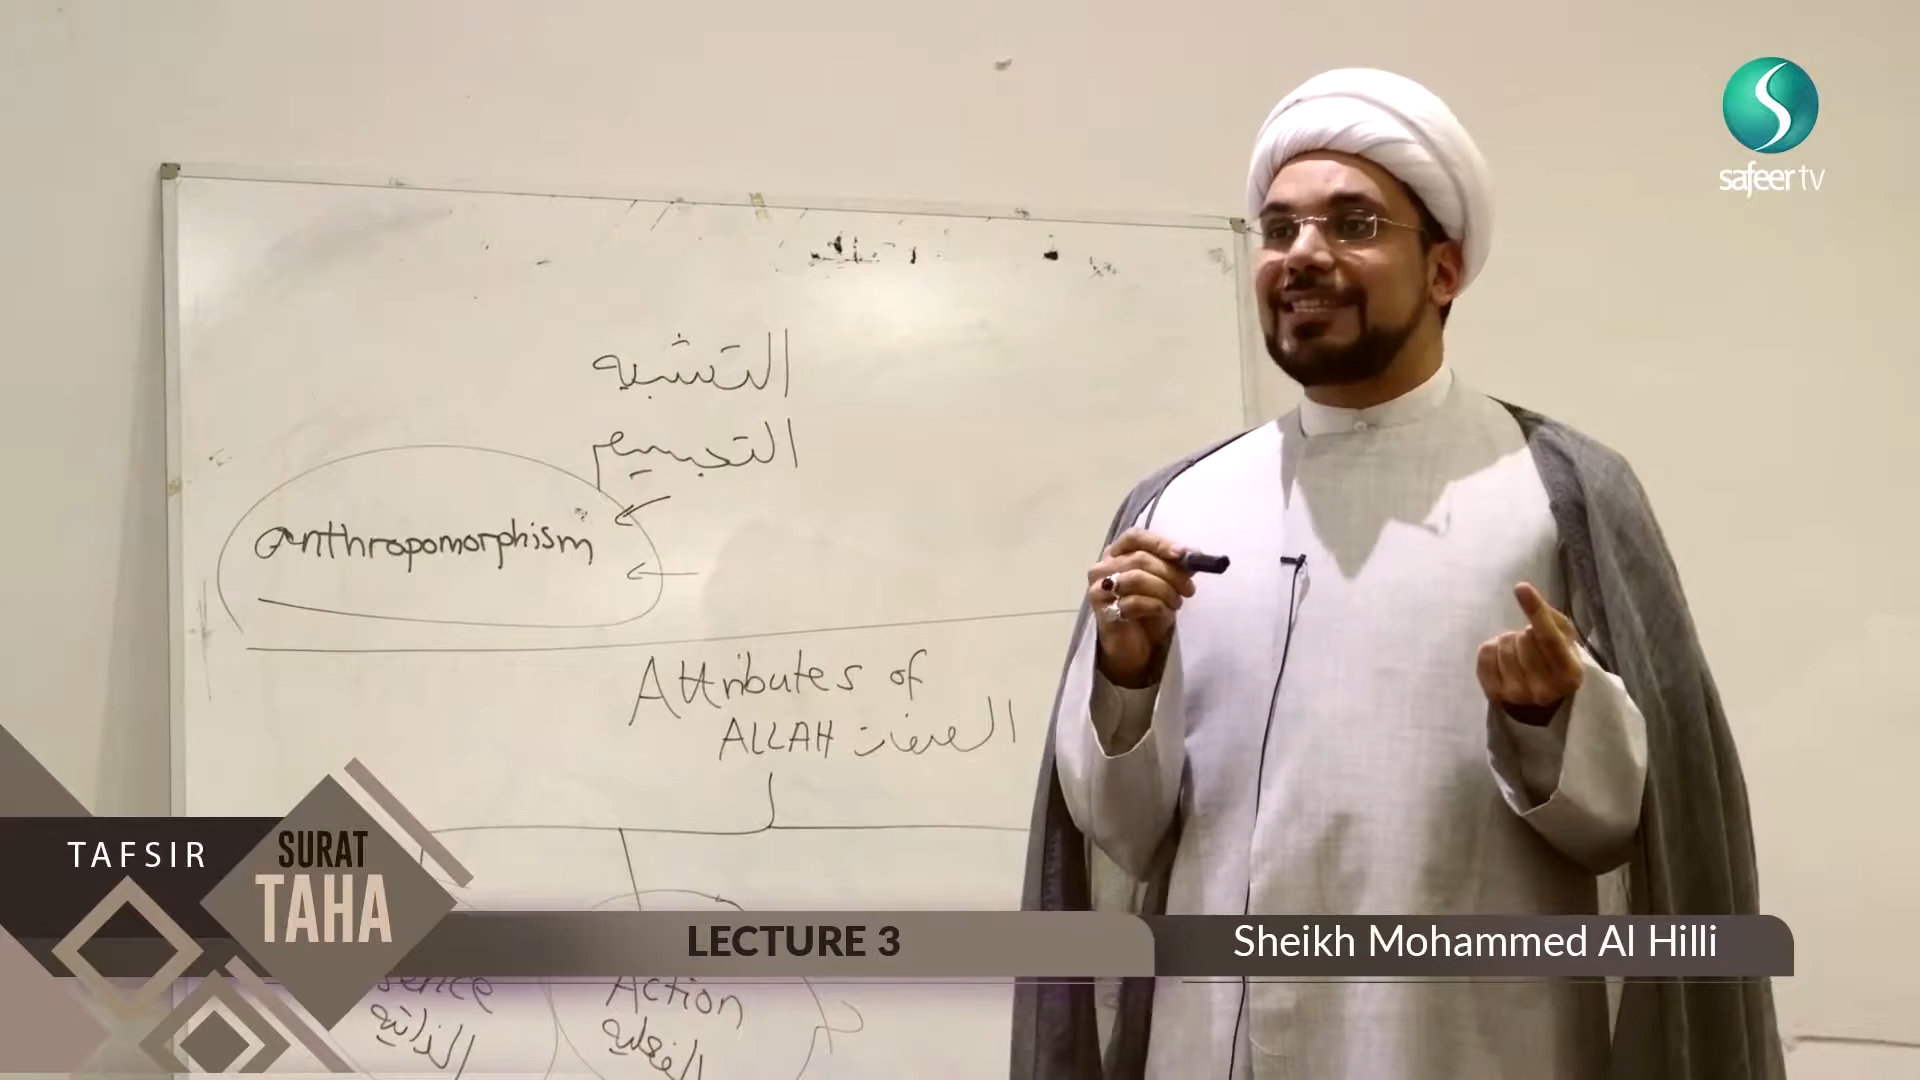 safeer tv
التشبيه
التجسيم
anthropomorphism
Attributes of
ALLAH الصفات
TAFSIR
SURAT
TAHA
LECTURE 3
Sheikh Mohammed Al Hilli
Action
الذاتية
الفعلية